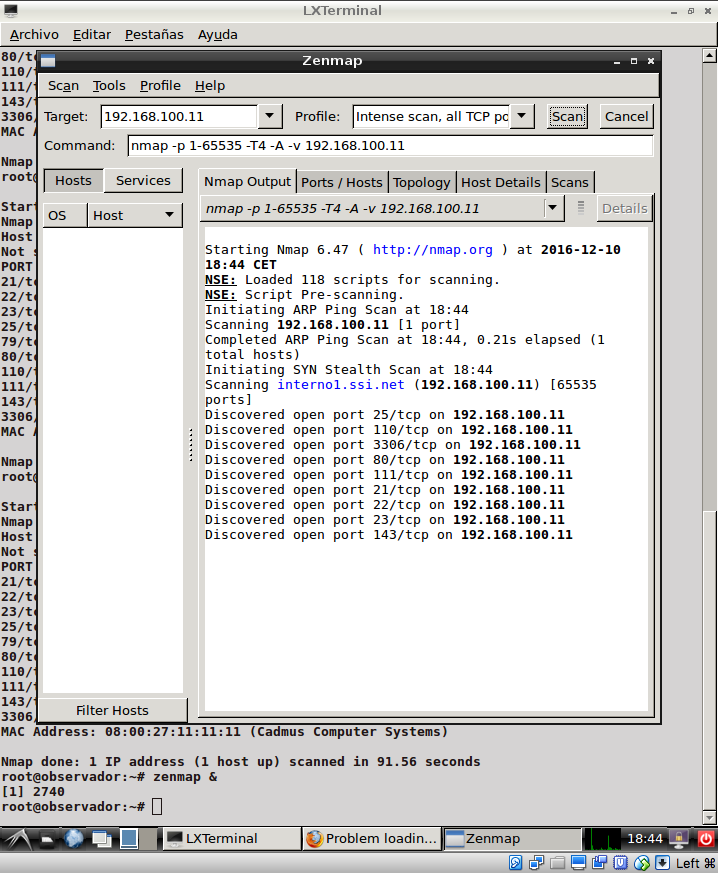 LXTerminal
Archivo Editar Pestañas Ayuda
80/tc
110/
111/
143/
3306/
MAC A
Nmap
root@
Start
Nmap
Host
Not s
PORT
21/tc
22/tc
23/tc
25/tc
79/tc
80/tc
110/
111/
143/
3306/
MAC A
Nmap
root@
Start
Nmap
Host
Not s
PORT
21/tc
22/tc
23/tc
25/tc
79/tc
80/tc
110/
111/
143/
3306/
Zenmap
Scan Tools Profile Help
Target: 192.168.100.11 Profile: Intense scan, all TCP po Scan Cancel
Command: nmap -p 1-65535 -T4 -A -v 192.168.100.11
Hosts Services Nmap Output Ports / Hosts Topology Host Details Scans
OS Host nmap -p 1-65535 -T4 -A -v 192.168.100.11 Details
Starting Nmap 6.47 ( http://nmap.org ) at 2016-12-10
18:44 CET
NSE: Loaded 118 scripts for scanning.
NSE: Script Pre-scanning.
Initiating ARP Ping Scan at 18:44
Scanning 192.168.100.11 [1 port]
Completed ARP Ping Scan at 18:44, 0.21s elapsed (1
total hosts)
Initiating SYN Stealth Scan at 18:44
Scanning interno1.ssi.net (192.168.100.11) [65535
ports]
Discovered open port 25/tcp on 192.168.100.11
Discovered open port 110/tcp on 192.168.100.11
Discovered open port 3306/tcp on 192.168.100.11
Discovered open port 80/tcp on 192.168.100.11
Discovered open port 111/tcp on 192.168.100.11
Discovered open port 21/tcp on 192.168.100.11
Discovered open port 22/tcp on 192.168.100.11
Discovered open port 23/tcp on 192.168.100.11
Discovered open port 143/tcp on 192.168.100.11
Filter Hosts
MAC Address: 08:00:27:11:11:11 (Cadmus Computer Systems)
Nmap done: 1 IP address (1 host up) scanned in 91.56 seconds
root@observador:~# zenmap &
[1] 2740
root@observador:~#
LXTerminal Problem loadin... Zenmap 18:44
Left ⌘